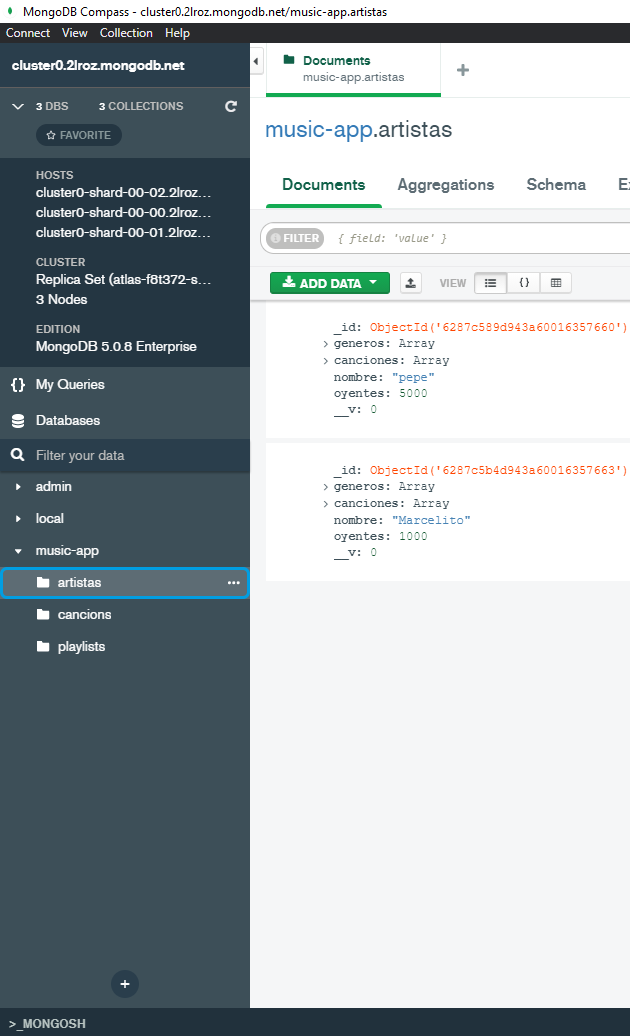 MongoDB Compass - cluster0.2lroz.mongodb.net/music-app.artistas
Connect View Collection Help
cluster0.2lroz.mongodb.net
3 DBS 3 COLLECTIONS
FAVORITE
HOSTS
cluster0-shard-00-02.2lroz...
cluster0-shard-00-00.2lroz...
cluster0-shard-00-01.2lroz...
CLUSTER
Replica Set (atlas-f8t372-s...
3 Nodes
EDITION
MongoDB 5.0.8 Enterprise
{} My Queries
Databases
Filter your data
admin
local
music-app
artistas ...
cancions
playlists
+
>_MONGOSH
Documents
music-app.artistas
+
music-app.artistas
Documents Aggregations Schema E
FILTER { field: 'value' }
ADD DATA VIEW {}
_id: ObjectId('6287c589d943a60016357660')
generos: Array
canciones: Array
nombre: "pepe"
oyentes: 5000
__v: 0
_id: ObjectId('6287c5b4d943a60016357663')
generos: Array
canciones: Array
nombre: "Marcelito"
oyentes: 1000
__v: 0